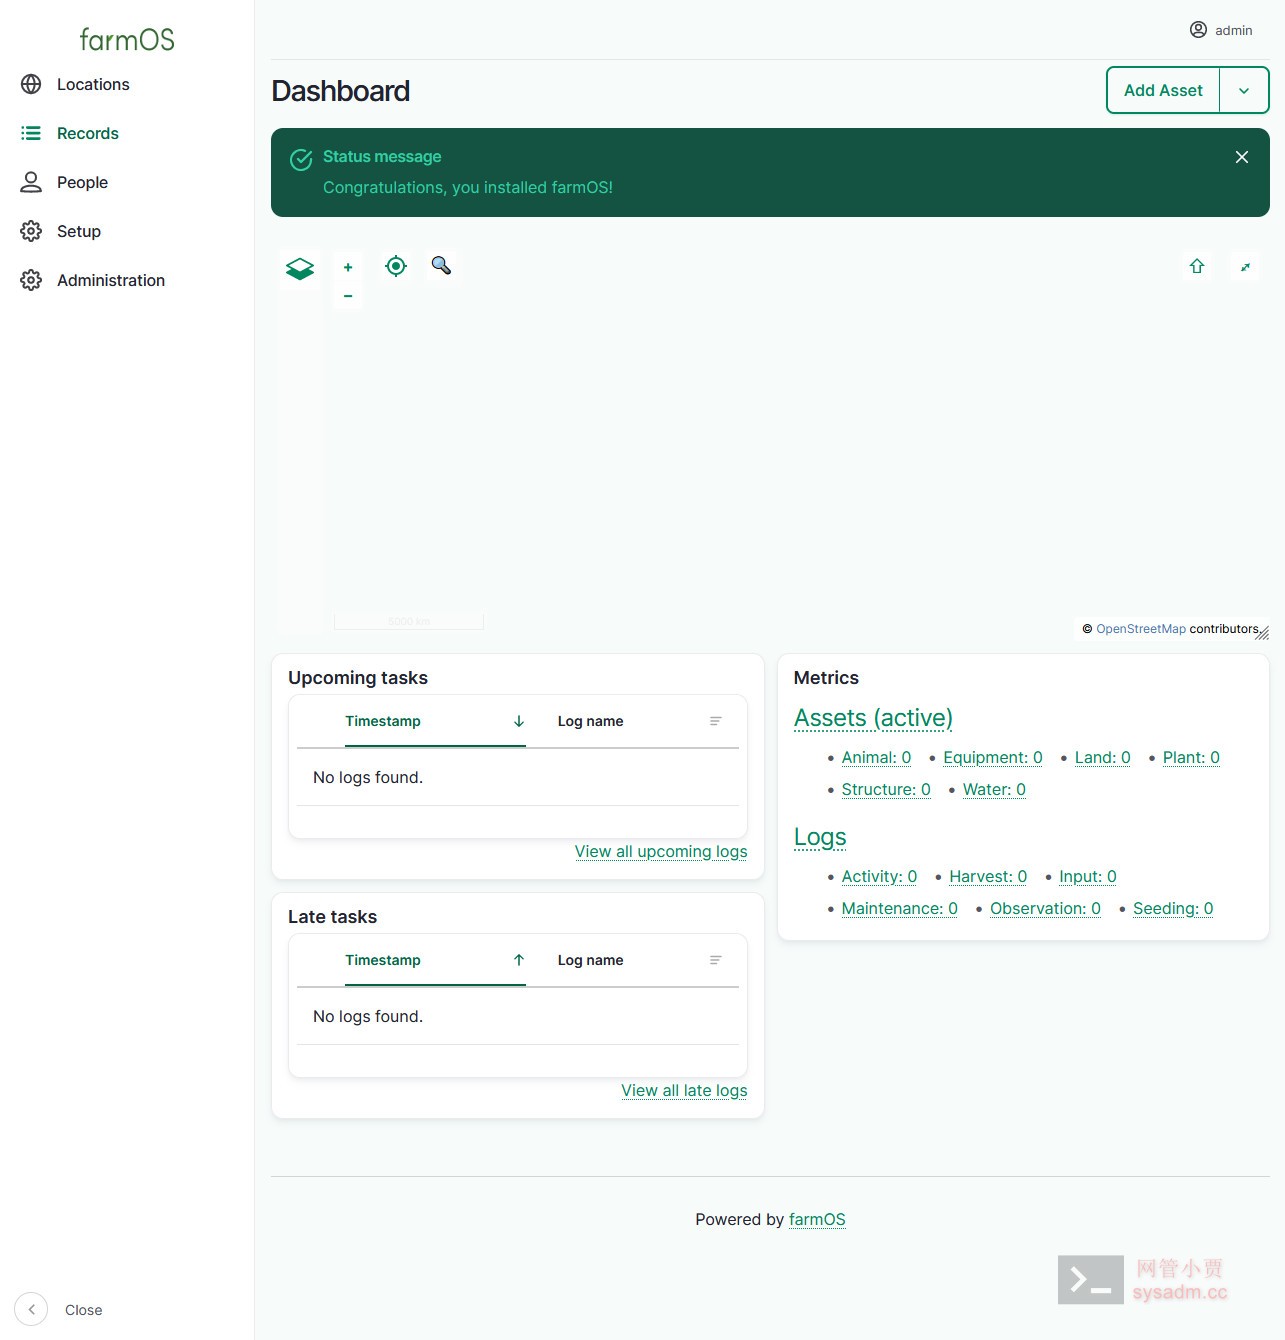 farmOS
Locations
Records
People
Setup
Administration
admin
Dashboard
Add Asset
Status message
Congratulations, you installed farmOS!
+
−
5000 km
© OpenStreetMap contributors.
Upcoming tasks
Timestamp Log name
No logs found.
View all upcoming logs
Late tasks
Timestamp Log name
No logs found.
View all late logs
Metrics
Assets (active)
• Animal: 0 • Equipment: 0 • Land: 0 • Plant: 0
• Structure: 0 • Water: 0
Logs
• Activity: 0 • Harvest: 0 • Input: 0
• Maintenance: 0 • Observation: 0 • Seeding: 0
Powered by farmOS
网管小贾
sysadm.cc
Close